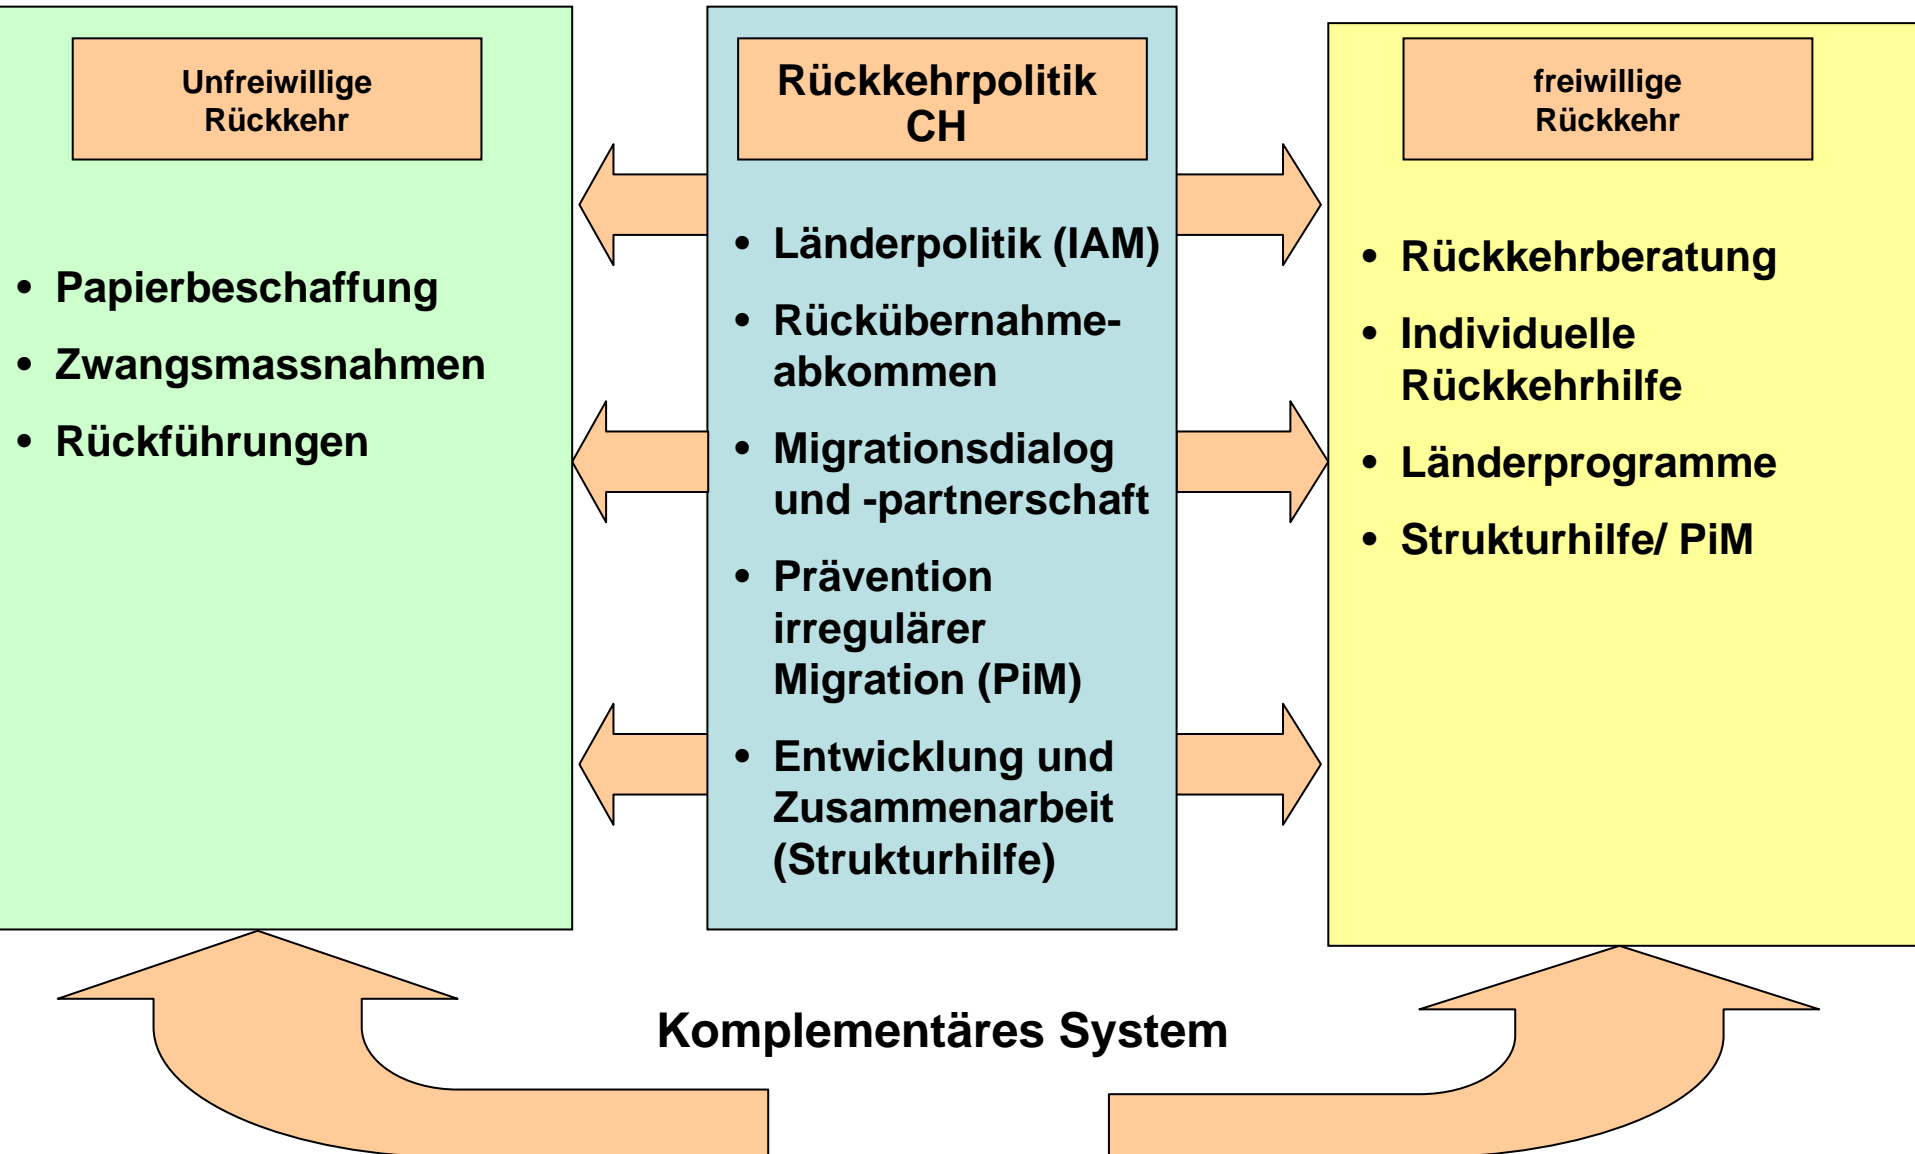 Unfreiwillige
Rückkehr
• Papierbeschaffung
• Zwangsmassnahmen
• Rückführungen
Rückkehrpolitik
CH
• Länderpolitik (IAM)
• Rückübernahme-
abkommen
• Migrationsdialog
und -partnerschaft
• Prävention
irregulärer
Migration (PiM)
• Entwicklung und
Zusammenarbeit
(Strukturhilfe)
freiwillige
Rückkehr
• Rückkehrberatung
• Individuelle
Rückkehrhilfe
• Länderprogramme
• Strukturhilfe/ PiM
Komplementäres System